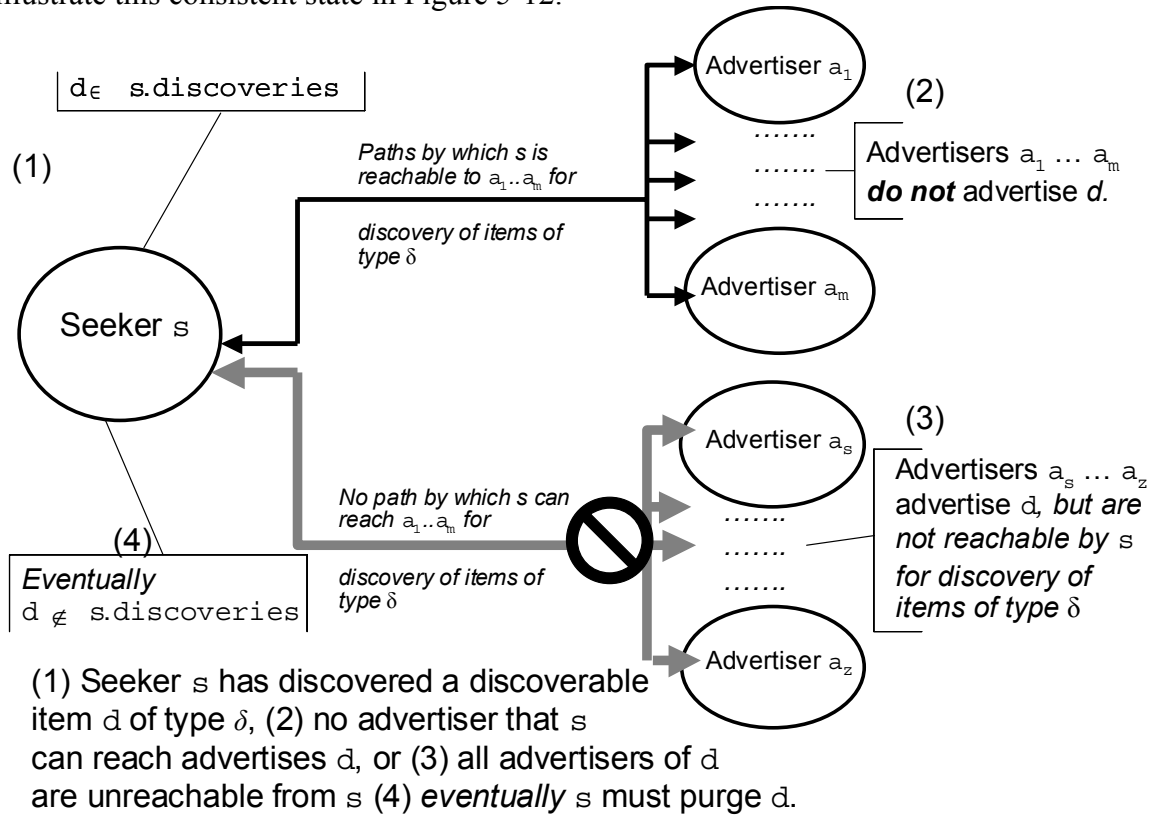 illustrate this consistent state in Figure 3-12.
d∈ s.discoveries
(1)
Paths by which s is
reachable to a₁..aₘ for
discovery of items of
type δ
Seeker s
Advertiser a₁
.......
.......
.......
Advertiser aₘ
(2)
Advertisers a₁ ... aₘ
do not advertise d.
No path by which s can
reach a₁..aₘ for
discovery of items of
type δ
Advertiser aₛ
.......
.......
.......
Advertiser a_z
(3)
Advertisers aₛ ... a_z
advertise d, but are
not reachable by s
for discovery of
items of type δ
(4)
Eventually
d ∉ s.discoveries
(1) Seeker s has discovered a discoverable
item d of type δ, (2) no advertiser that s
can reach advertises d, or (3) all advertisers of d
are unreachable from s (4) eventually s must purge d.